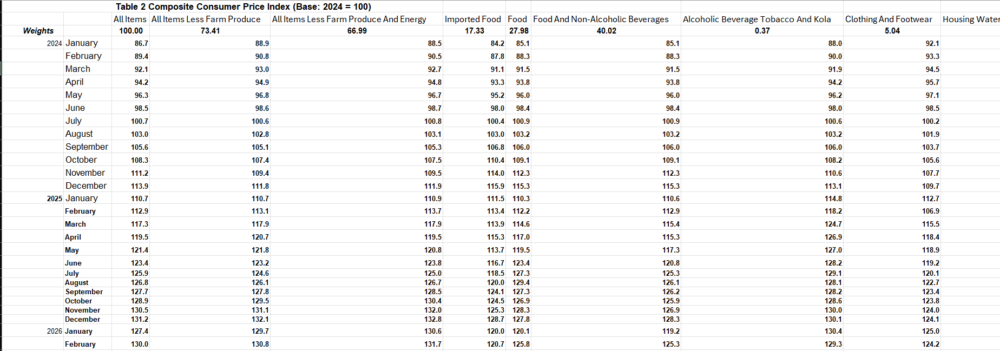 Table 2 Composite Consumer Price Index (Base: 2024 = 100)
All Items All Items Less Farm Produce All Items Less Farm Produce And Energy Imported Food Food Food And Non-Alcoholic Beverages Alcoholic Beverage Tobacco And Kola Clothing And Footwear Housing Water
Weights 100.00 73.41 66.99 17.33 27.98 40.02 0.37 5.04
2024 January 86.7 88.9 88.5 84.2 85.1 85.1 88.0 92.1
February 89.4 90.8 90.5 87.8 88.3 88.3 90.0 93.3
March 92.1 93.0 92.7 91.1 91.5 91.5 91.9 94.5
April 94.2 94.9 94.8 93.3 93.8 93.8 94.2 95.7
May 96.3 96.8 96.7 95.2 96.0 96.0 96.2 97.1
June 98.5 98.6 98.7 98.0 98.4 98.4 98.0 98.5
July 100.7 100.6 100.8 100.4 100.9 100.9 100.6 100.2
August 103.0 102.8 103.1 103.0 103.2 103.2 103.2 101.9
September 105.6 105.1 105.3 106.8 106.0 106.0 106.0 103.7
October 108.3 107.4 107.5 110.4 109.1 109.1 108.2 105.6
November 111.2 109.4 109.5 114.0 112.3 112.3 110.6 107.7
December 113.9 111.8 111.9 115.9 115.3 115.3 113.1 109.7
2025 January 110.7 110.7 110.9 111.5 110.3 110.6 114.8 112.7
February 112.9 113.1 113.7 113.4 112.2 112.9 118.2 106.9
March 117.3 117.9 117.9 113.9 114.6 115.4 124.7 115.5
April 119.5 120.7 119.5 115.3 117.0 115.3 126.9 118.4
May 121.4 121.8 120.8 113.7 119.5 117.3 127.0 118.9
June 123.4 123.2 123.8 116.7 123.4 120.8 128.2 119.2
July 125.9 124.6 125.0 118.5 127.3 125.3 129.1 120.1
August 126.8 126.1 126.7 120.0 129.4 126.1 128.1 122.7
September 127.7 127.8 128.5 124.1 127.3 126.2 128.2 123.4
October 128.9 129.5 130.4 124.5 126.9 125.9 128.6 123.8
November 130.5 131.1 132.0 125.3 128.3 126.9 130.0 124.0
December 131.2 132.1 132.8 128.7 127.8 128.3 130.1 124.1
2026 January 127.4 129.7 130.6 120.0 120.1 119.2 130.4 125.0
February 130.0 130.8 131.7 120.7 125.8 125.3 129.3 124.2